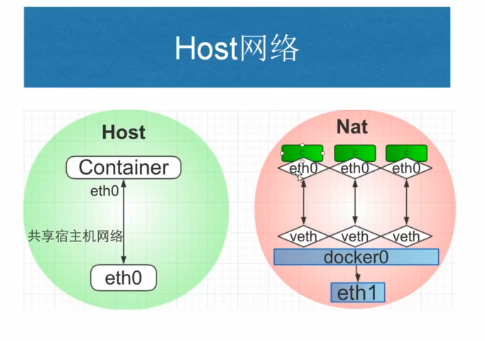 Host网络
Host
Container
eth0
共享宿主机网络
eth0
Nat
eth0 eth0 eth0
veth veth veth
docker0
eth1